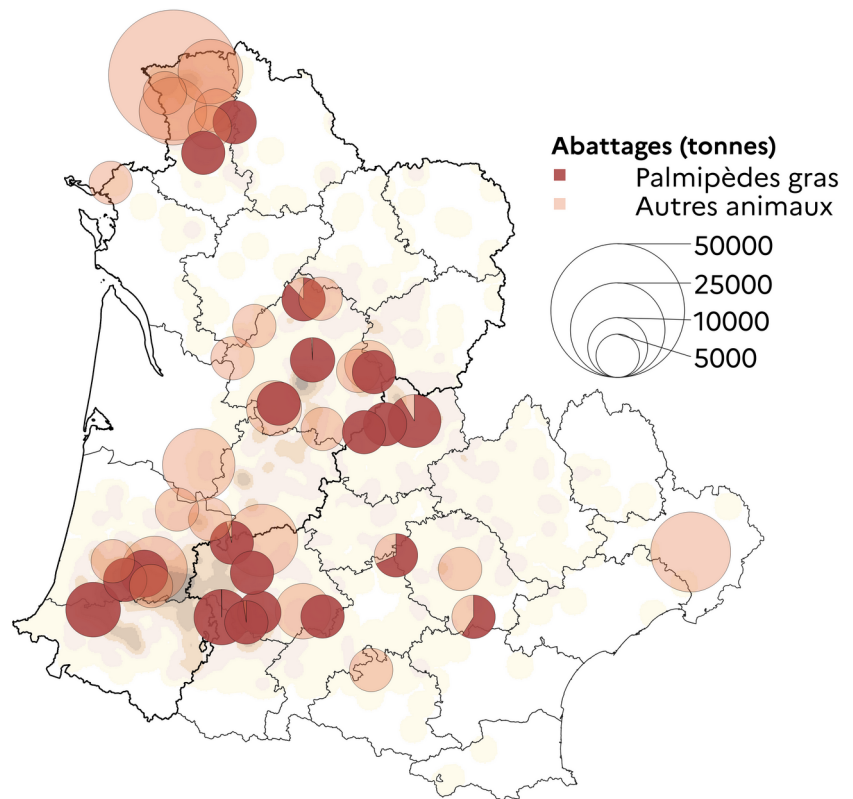 Abattages (tonnes)
Palmipèdes gras
Autres animaux
50000
25000
10000
5000